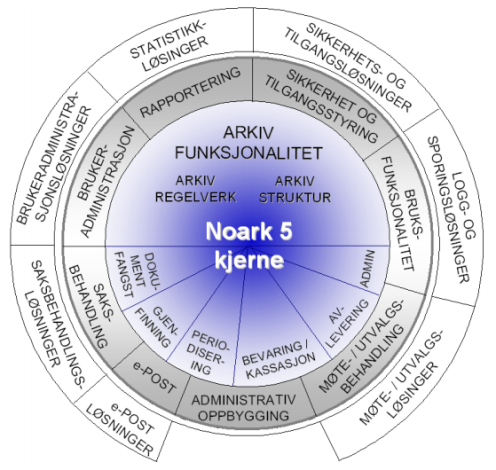 STATISTIKK-
LØSINGER
SIKKERHETS- OG
TILGANGSLØSNINGER
BRUKERADMINISTRA-
SJONSLØSNINGER
LOGG- OG
SPORINGSLØSNINGER
SAKSBEHANDLINGS-
LØSNINGER
e-POST
LØSNINGER
MØTE- / UTVALGS-
LØSINGER
RAPPORTERING
SIKKERHET OG
TILGANGSSTYRING
BRUKER-
ADMINISTRASJON
BRUKS-
FUNKSJONALITET
SAKS-
BEHANDLING
e-POST
ADMINISTRATIV
OPPBYGGING
MØTE- / UTVALGS-
BEHANDLING
ARKIV
FUNKSJONALITET
ARKIV
REGELVERK
ARKIV
STRUKTUR
Noark 5
kjerne
DOKU-
MENT
FANGST
GJEN-
FINNING
PERIO-
DISER-
ING
BEVARING /
KASSASJON
AV-
LEVERING
ADMIN